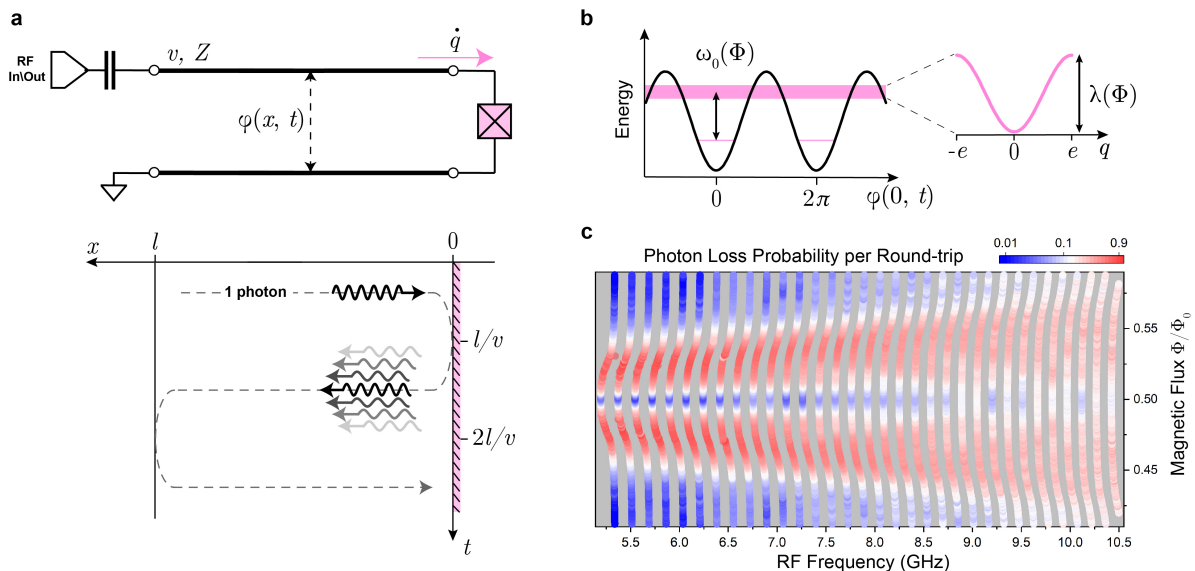 a
RF
In\Out
v, Z
q̇
φ(x, t)
x
l
0
1 photon
l/v
2l/v
t
b
Energy
ω₀(Φ)
0
2π
φ(0, t)
λ(Φ)
-e
0
e
q
c
Photon Loss Probability per Round-trip
0.01
0.1
0.9
0.55
0.50
0.45
Magnetic Flux Φ/Φ₀
5.5
6.0
6.5
7.0
7.5
8.0
8.5
9.0
9.5
10.0
10.5
RF Frequency (GHz)